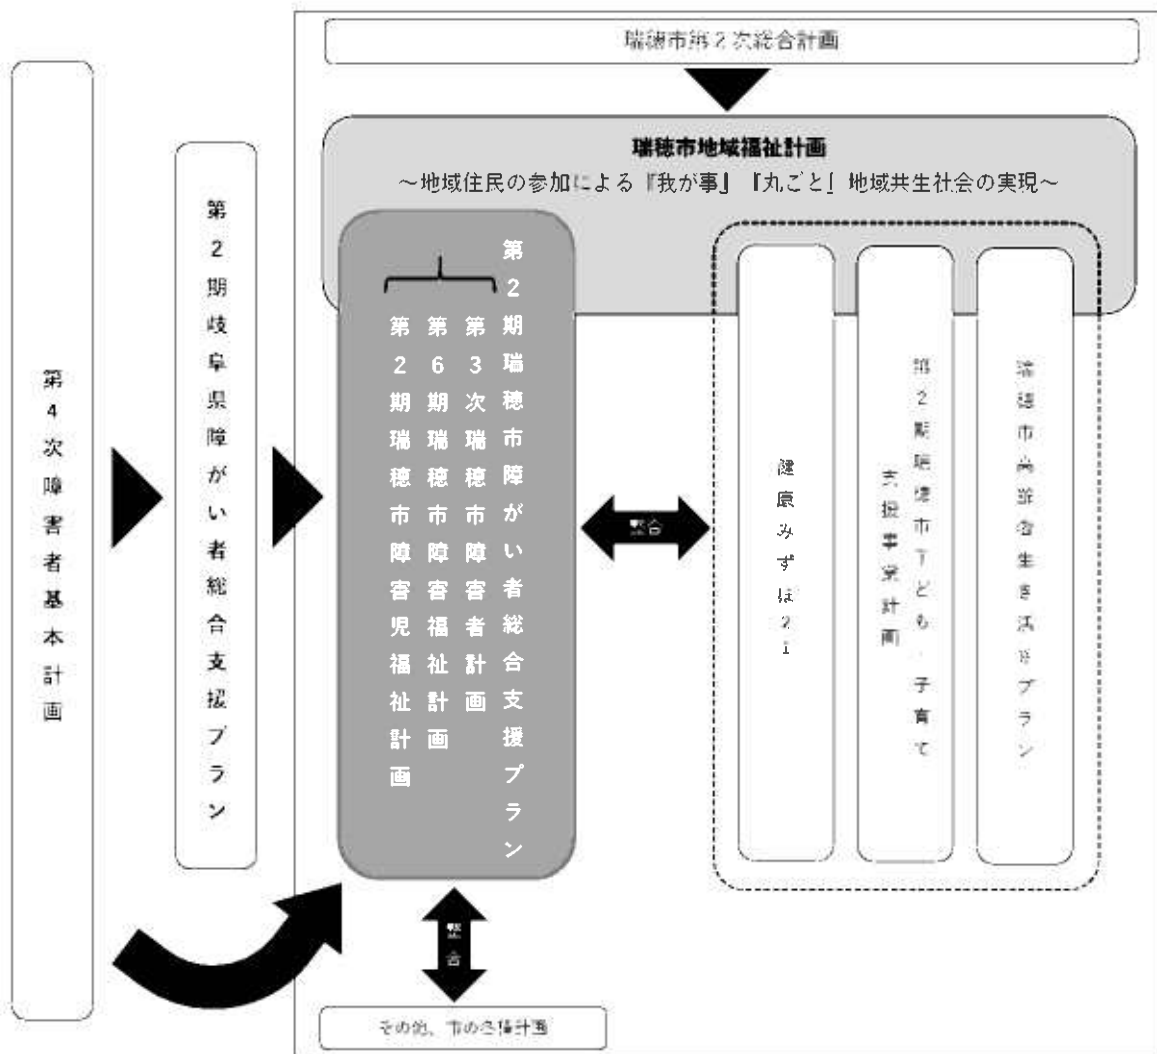 瑞穂市第2次総合計画
瑞穂市地域福祉計画
～地域住民の参加による『我が事』『丸ごと』地域共生社会の実現～
第4次障害者基本計画
第2期岐阜県障がい者総合支援プラン
第2期瑞穂市障がい者総合支援プラン
第3次瑞穂市障害者計画
第6期瑞穂市障害福祉計画
第2期瑞穂市障害児福祉計画
整合
健康みずほ21
第2期瑞穂市子ども・子育て
支援事業計画
瑞穂市高齢者生き活きプラン
整合
その他、市の各種計画